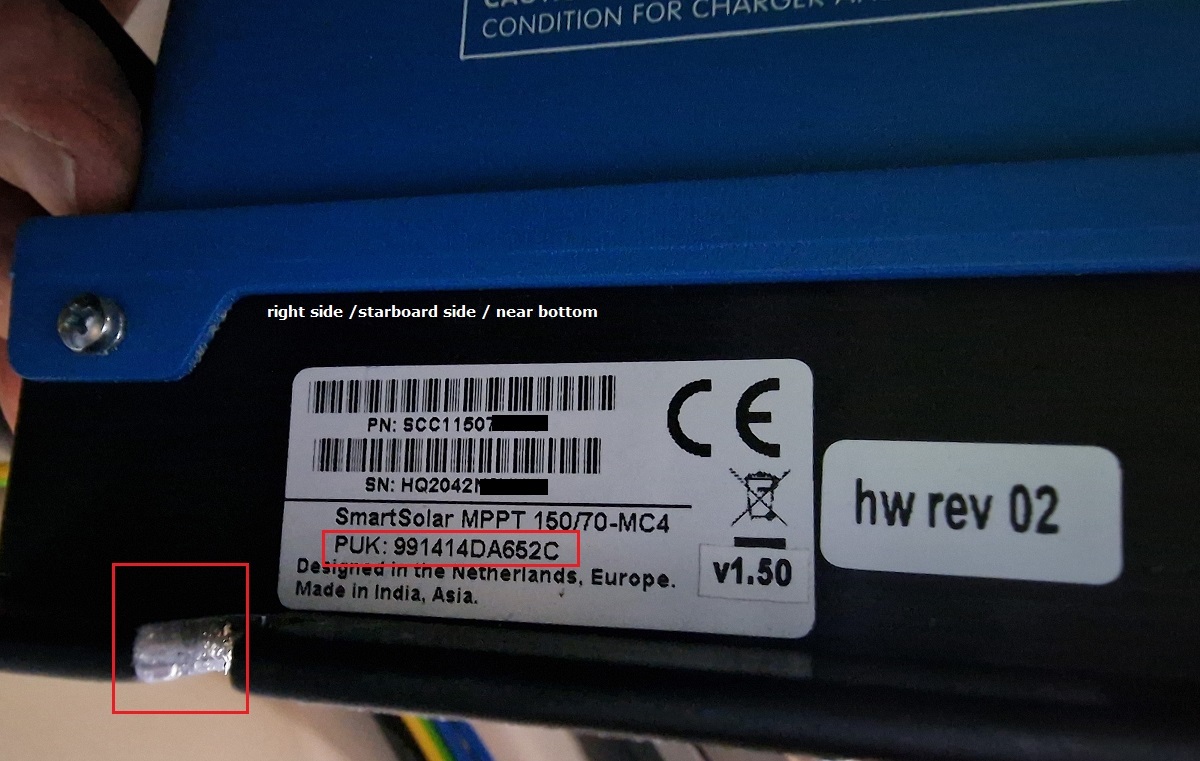 CONDITION FOR CHARGER
right side /starboard side / near bottom
PN: SCC11507
SN: HQ2042
SmartSolar MPPT 150/70-MC4
PUK: 991414DA652C
Designed in the Netherlands, Europe.
Made in India, Asia.
CE
v1.50
hw rev 02